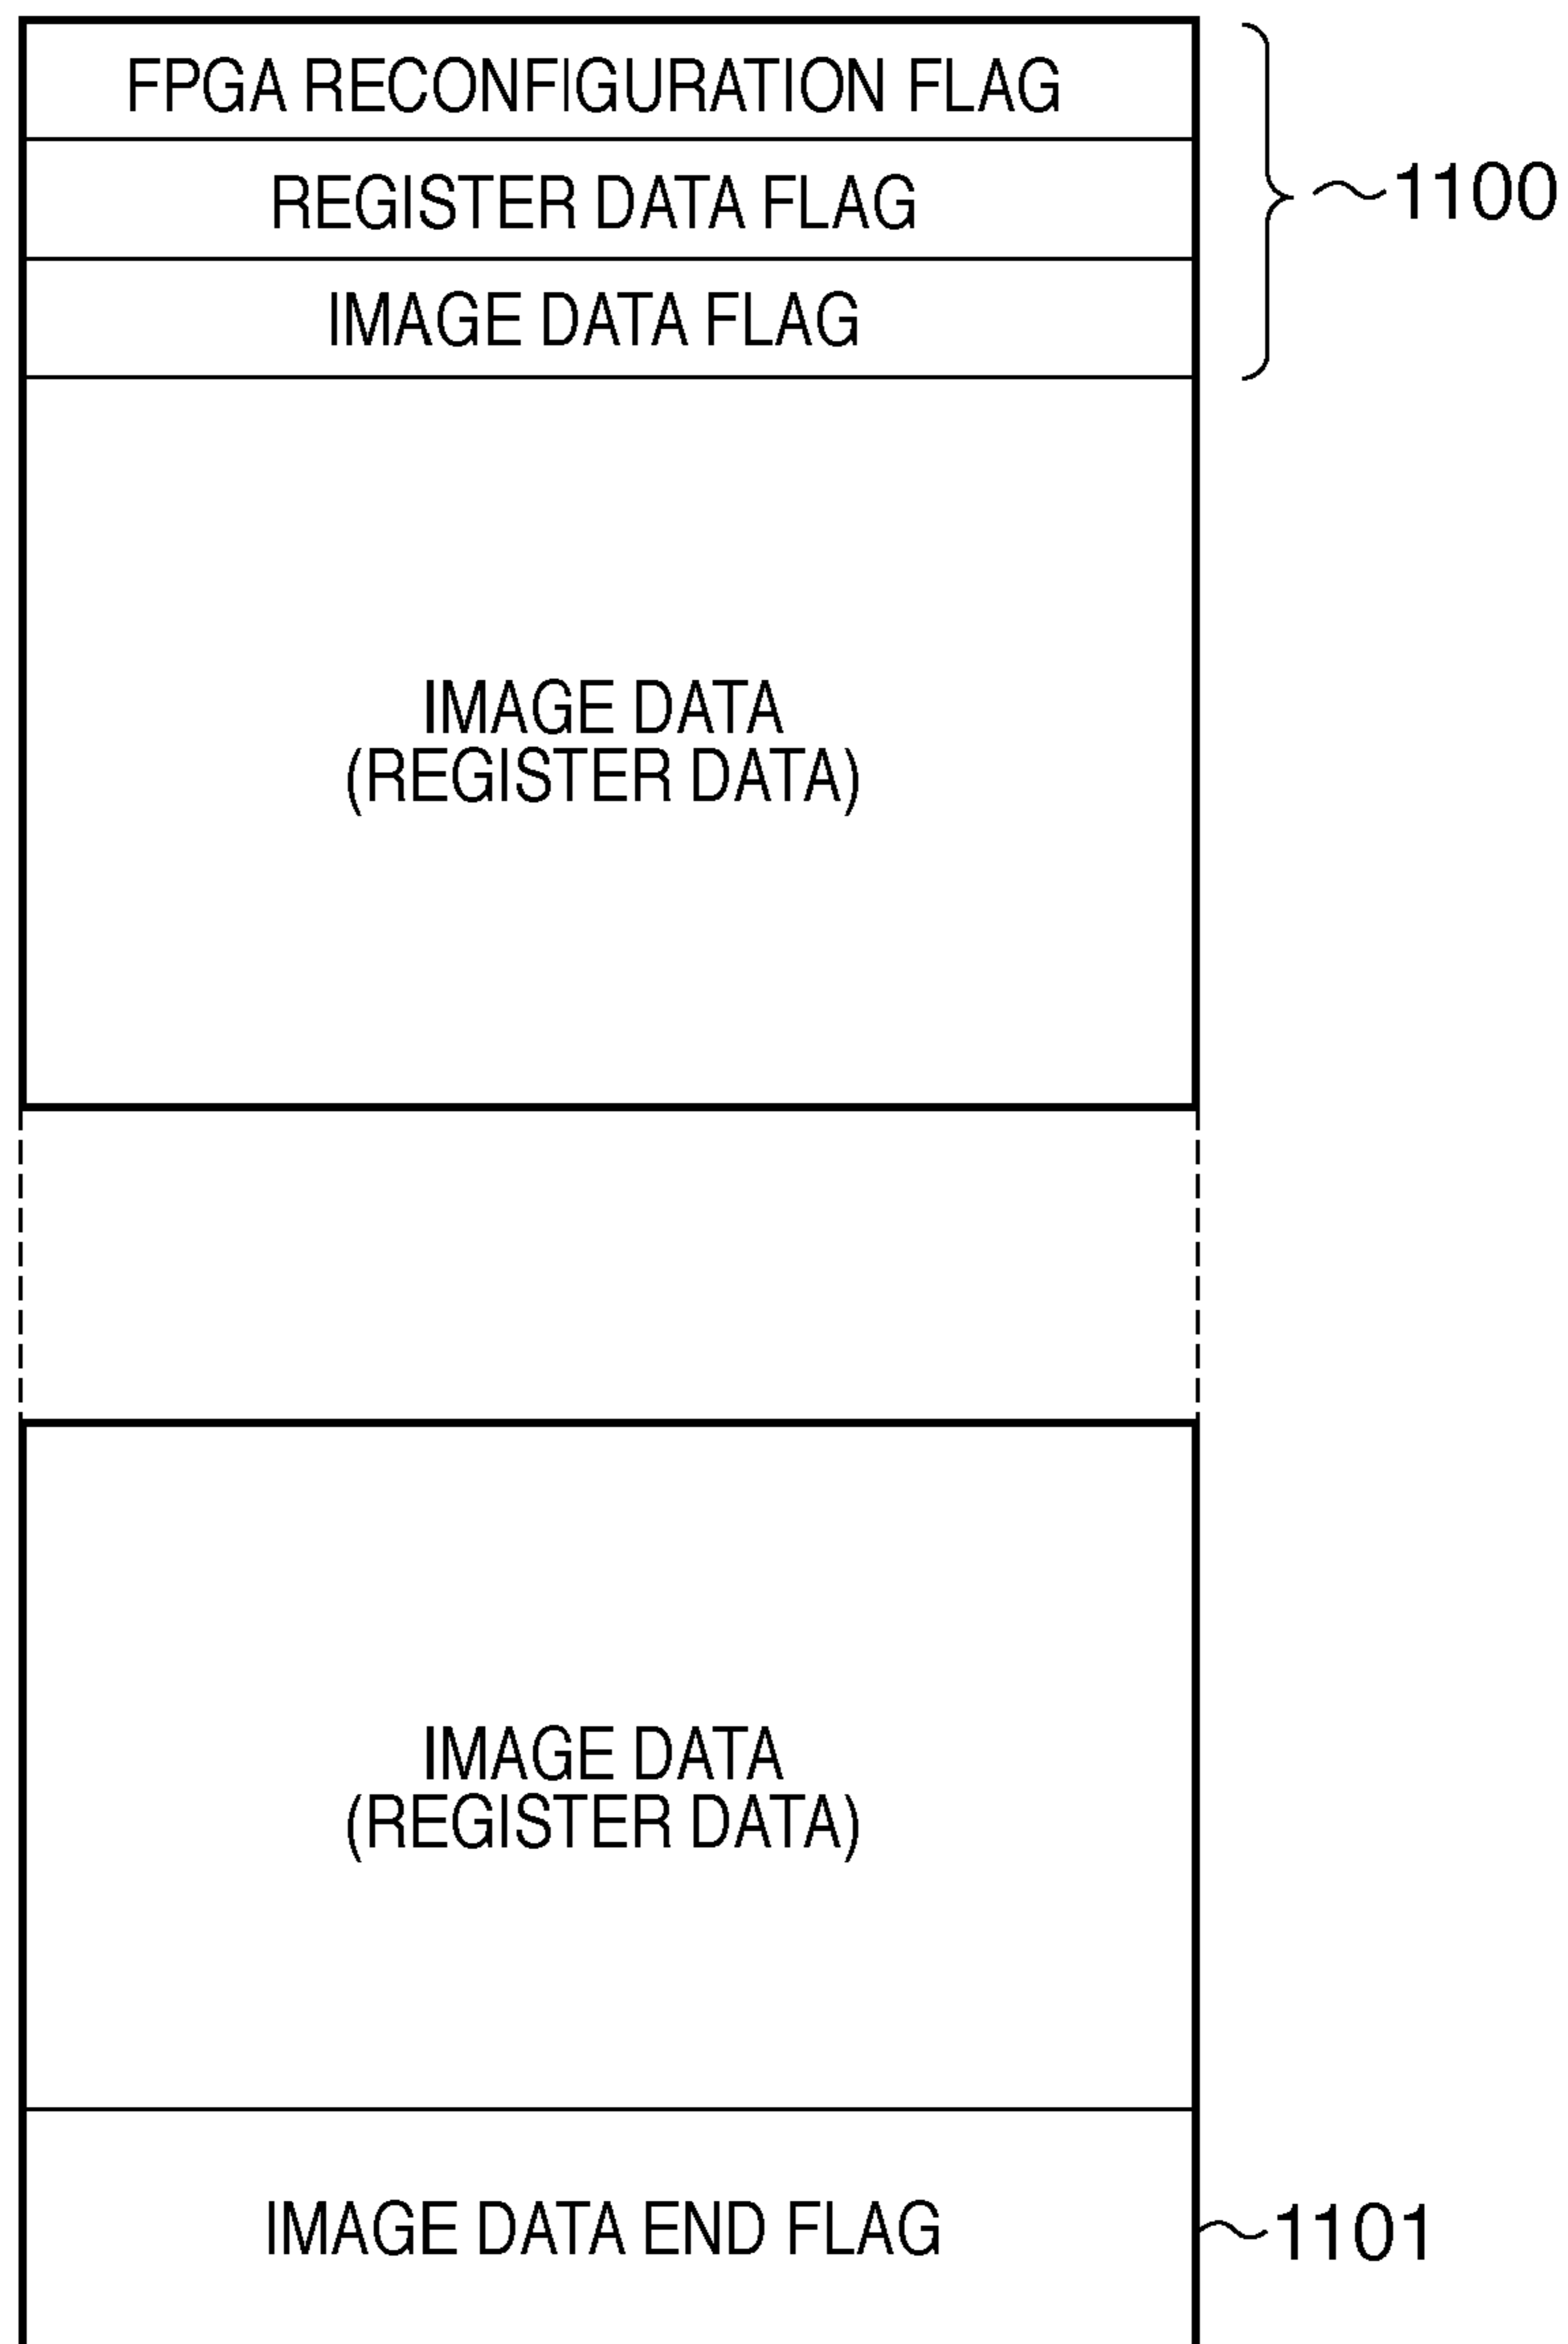 FPGA RECONFIGURATION FLAG
REGISTER DATA FLAG
1100
IMAGE DATA FLAG
IMAGE DATA
(REGISTER DATA)
IMAGE DATA
(REGISTER DATA)
IMAGE DATA END FLAG
1101